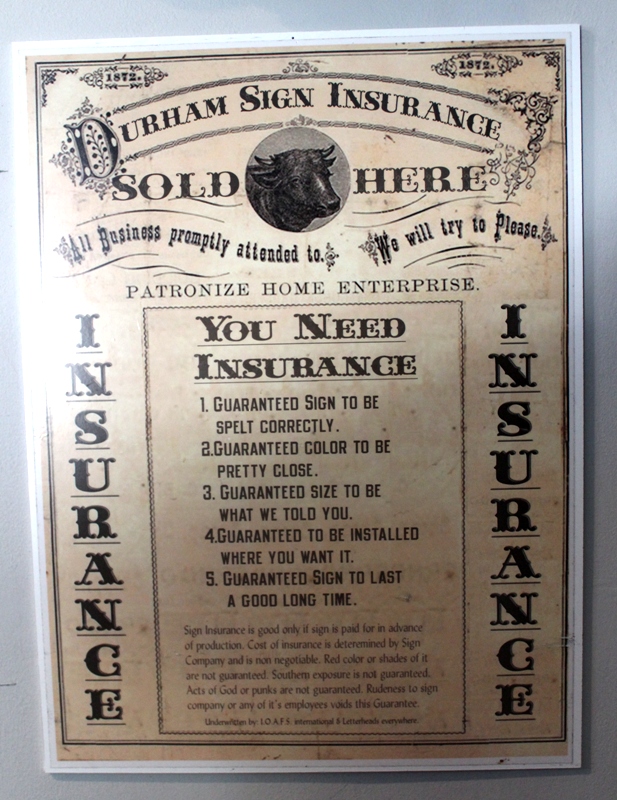 1872.
1872.
Durham Sign Insurance
SOLD HERE
All Business promptly attended to. We will try to Please.
PATRONIZE HOME ENTERPRISE.
INSURANCE
You Need
Insurance
1. Guaranteed Sign to be
spelt correctly.
2.Guaranteed color to be
pretty close.
3. Guaranteed size to be
what we told you.
4.Guaranteed to be installed
where you want it.
5. Guaranteed Sign to last
a good long time.
Sign Insurance is good only if sign is paid for in advance
of production. Cost of insurance is deteremined by Sign
Company and is non negotiable. Red color or shades of it
are not guaranteed. Southern exposure is not guaranteed.
Acts of God or punks are not guaranteed. Rudeness to sign
company or any of it's employees voids this Guarantee.
Underwritten by: I.O.A.F.S. international & Letterheads everywhere.
INSURANCE